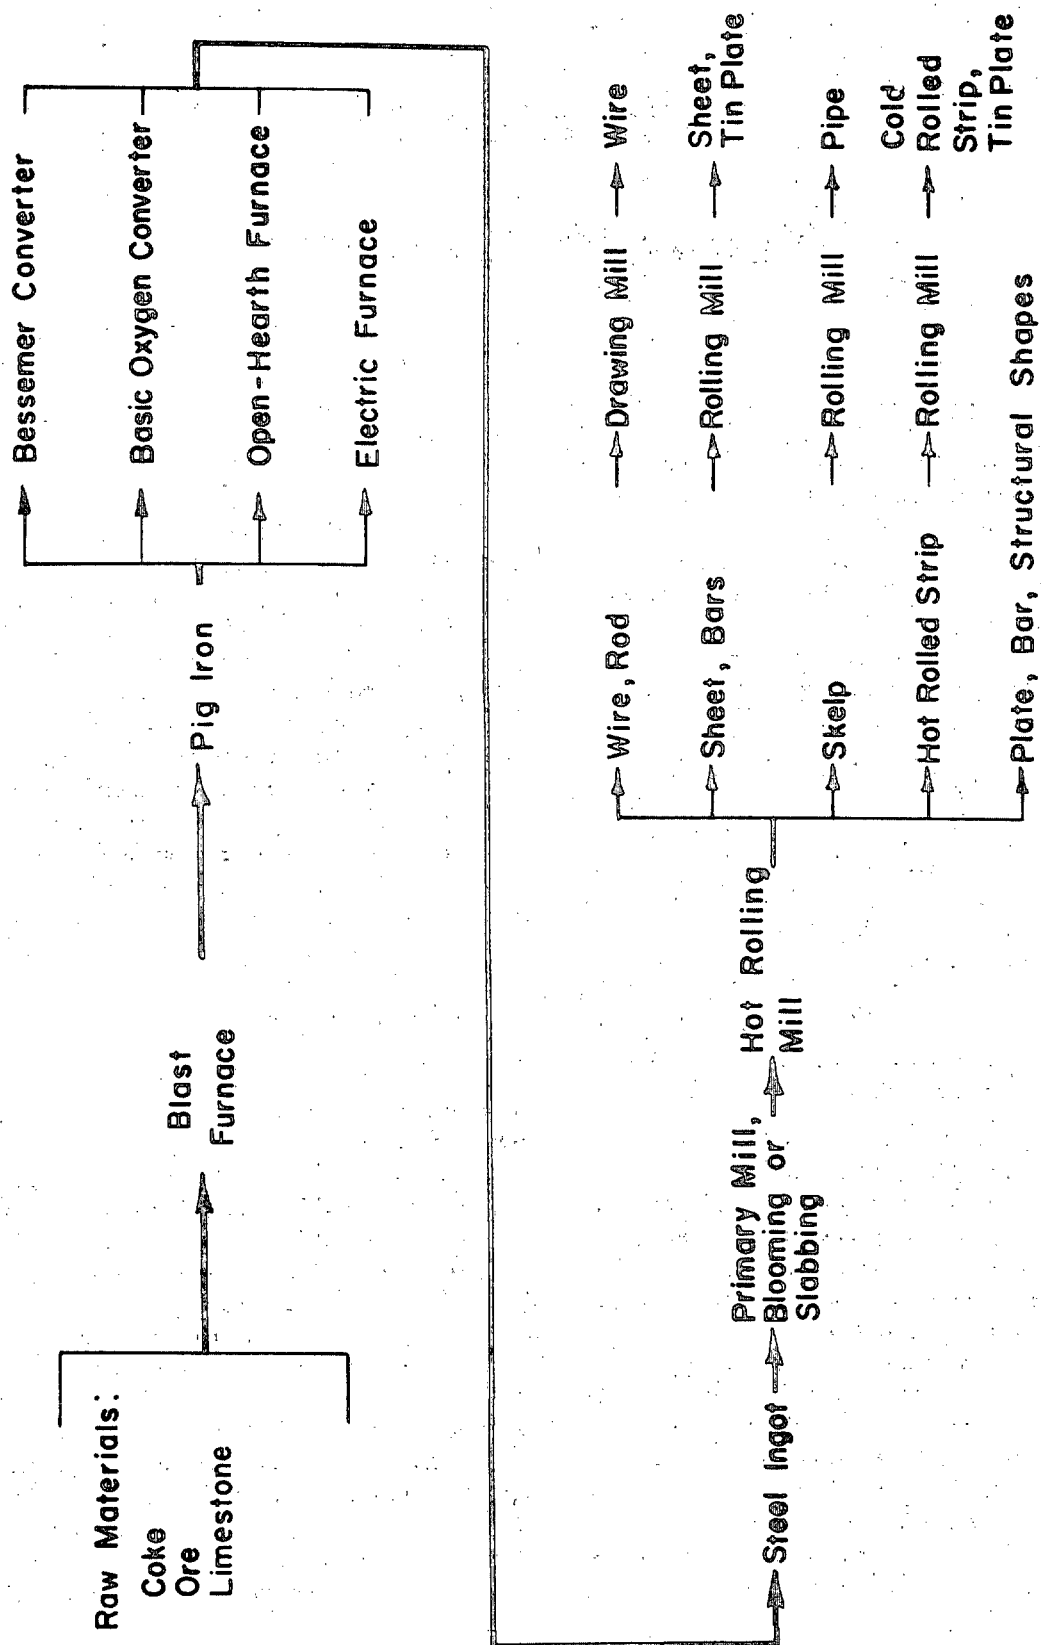 Raw Materials:
Coke
Ore
Limestone
Blast
Furnace
Pig Iron
Bessemer Converter
Basic Oxygen Converter
Open-Hearth Furnace
Electric Furnace
Steel Ingot
Primary Mill,
Blooming or
Slabbing
Hot Rolling
Mill
Wire, Rod
Drawing Mill
Wire
Sheet, Bars
Rolling Mill
Sheet,
Tin Plate
Skelp
Rolling Mill
Pipe
Hot Rolled Strip
Rolling Mill
Cold
Rolled
Strip,
Tin Plate
Plate, Bar, Structural Shapes